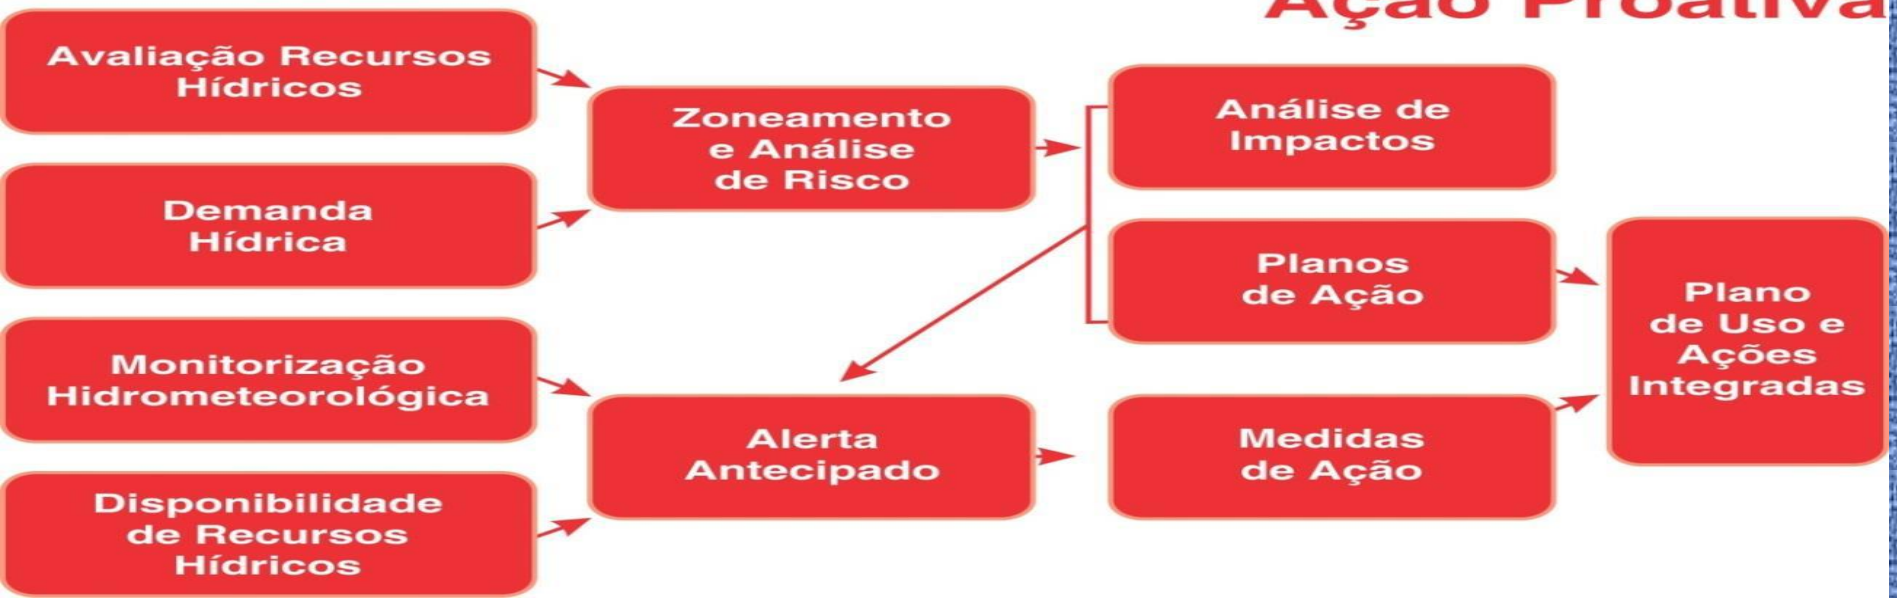 Ação Proativa
Avaliação Recursos
Hídricos
Demanda
Hídrica
Monitorização
Hidrometeorológica
Disponibilidade
de Recursos
Hídricos
Zoneamento
e Análise
de Risco
Alerta
Antecipado
Análise de
Impactos
Planos
de Ação
Medidas
de Ação
Plano
de Uso e
Ações
Integradas